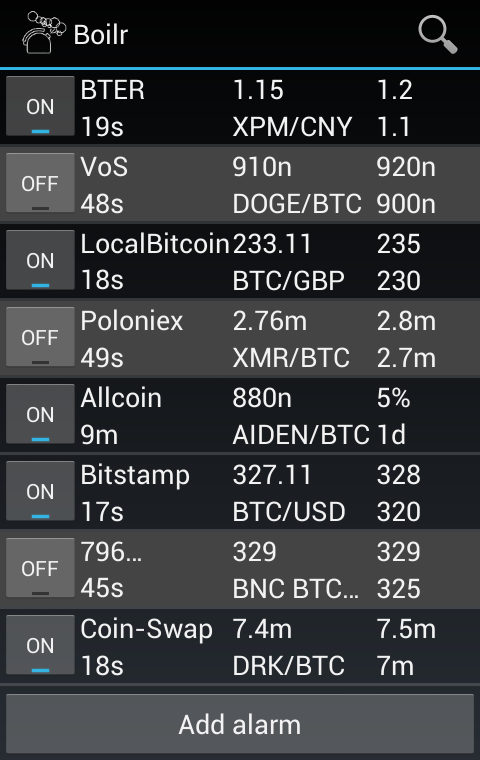 Boilr
ON BTER 1.15 1.2
19s XPM/CNY 1.1
OFF VoS 910n 920n
48s DOGE/BTC 900n
ON LocalBitcoin 233.11 235
18s BTC/GBP 230
OFF Poloniex 2.76m 2.8m
49s XMR/BTC 2.7m
ON Allcoin 880n 5%
9m AIDEN/BTC 1d
ON Bitstamp 327.11 328
17s BTC/USD 320
OFF 796... 329 329
45s BNC BTC... 325
ON Coin-Swap 7.4m 7.5m
18s DRK/BTC 7m
Add alarm